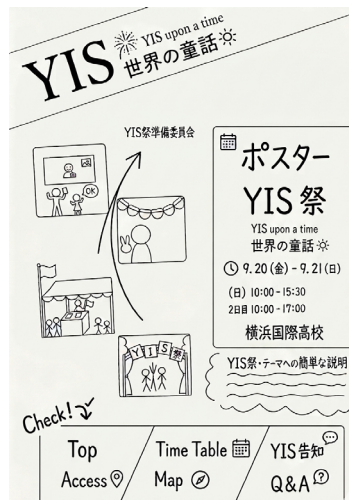 YIS
YIS upon a time
世界の童話
YIS祭準備委員会
OK
YIS祭
ポスター
YIS 祭
YIS upon a time
世界の童話
9.20(金) - 9.21(日)
(日) 10:00 - 15:30
2日目 10:00 - 17:00
横浜国際高校
YIS祭・テーマへの簡単な説明
Check!
Top
Access
Time Table
Map
YIS告知
Q&A